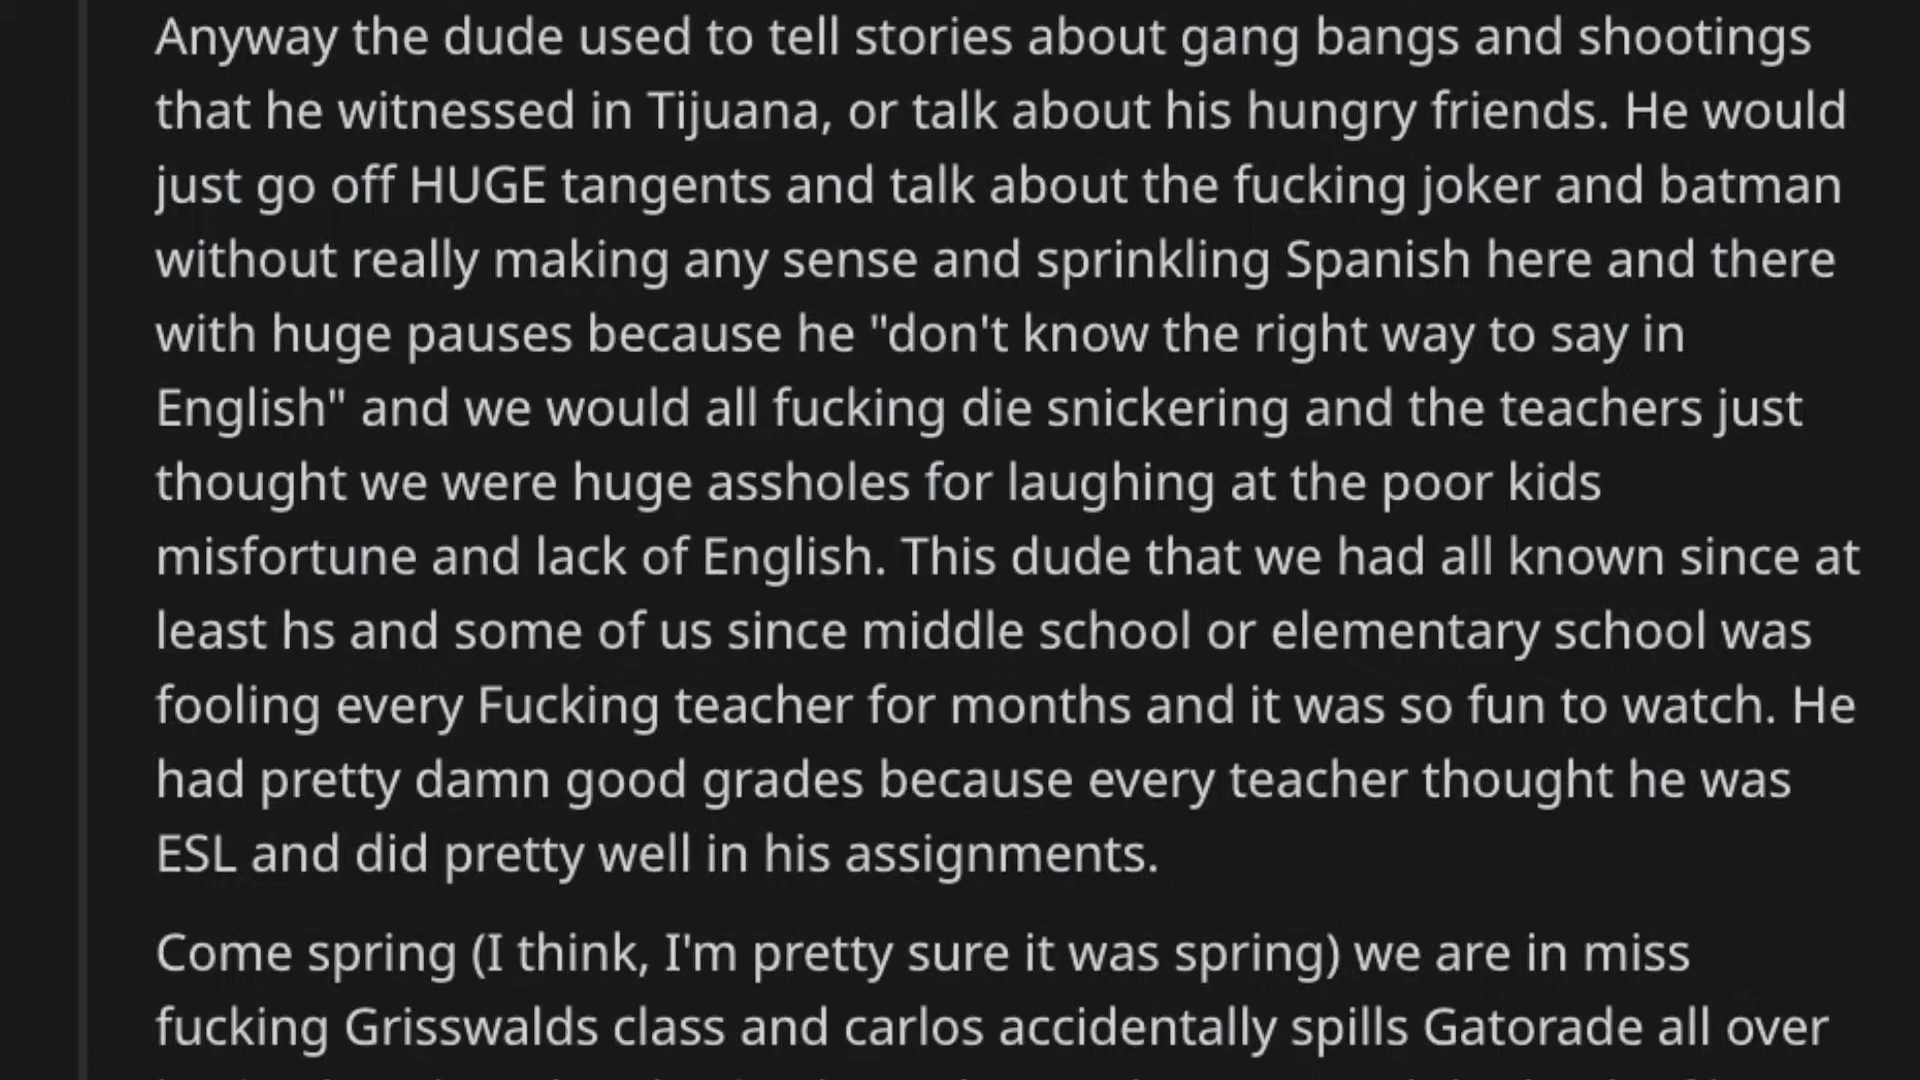 Anyway the dude used to tell stories about gang bangs and shootings
that he witnessed in Tijuana, or talk about his hungry friends. He would
just go off HUGE tangents and talk about the fucking joker and batman
without really making any sense and sprinkling Spanish here and there
with huge pauses because he "don't know the right way to say in
English" and we would all fucking die snickering and the teachers just
thought we were huge assholes for laughing at the poor kids
misfortune and lack of English. This dude that we had all known since at
least hs and some of us since middle school or elementary school was
fooling every Fucking teacher for months and it was so fun to watch. He
had pretty damn good grades because every teacher thought he was
ESL and did pretty well in his assignments.
Come spring (I think, I'm pretty sure it was spring) we are in miss
fucking Grisswalds class and carlos accidentally spills Gatorade all over